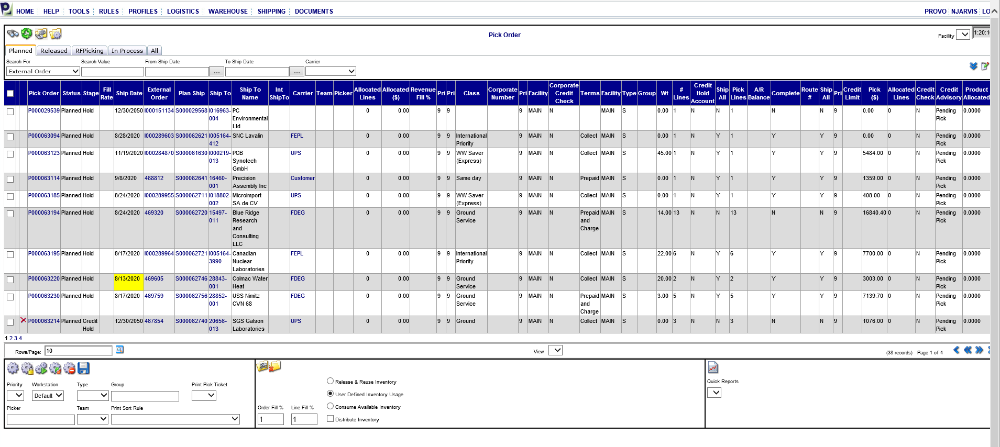 HOME HELP TOOLS RULES PROFILES LOGISTICS WAREHOUSE SHIPPING DOCUMENTS PROVO NJARVIS LO
Pick Order Facility 1:20:1
Planned Released RFPicking In Process All
Search For Search Value From Ship Date To Ship Date Carrier
External Order ... ...
Pick Order Status Stage Fill Rate Ship Date External Order Plan Ship Ship To Ship To Name Int ShipTo Carrier Team Picker Allocated Lines Allocated ($) Revenue Fill % Pri Pri Class Corporate Number Pri Facility Corporate Credit Check Terms Facility Type Group Wt # Lines Credit Hold Account Ship All Pick Lines A/R Balance Complete Route # Ship All Pri Credit Limit Pick ($) Allocated Lines Credit Check Credit Advisory Product Allocated
P000029539 Planned Hold 12/30/2050 I000151134 S000029568 I016963-004 PC Environmental Ltd 0 0.00 9 9 9 MAIN N MAIN S 0.00 1 N N 1 N N 9 0.00 0 N Pending Pick 0.0000
P000063094 Planned Hold 8/28/2020 I000289603 S000062621 I005164-412 SNC Lavalin FEPL 0 0.00 9 9 International Priority 9 MAIN N Collect MAIN S 0.00 1 N Y 1 Y Y 9 0.00 0 N Pending Pick 0.0000
P000063123 Planned Hold 11/19/2020 I000284870 S000061630 I000219-013 PCB Synotech GmbH UPS 0 0.00 9 9 WW Saver (Express) 9 MAIN N Collect MAIN S 45.00 1 N Y 1 Y Y 9 5484.00 0 N Pending Pick 0.0000
P000063114 Planned Hold 9/8/2020 468812 S000062641 16460-001 Precision Assembly Inc Customer 0 0.00 9 9 Same day 9 MAIN N Prepaid MAIN S 0.00 1 N Y 1 Y Y 9 1359.00 0 N Pending Pick 0.0000
P000063185 Planned Hold 8/24/2020 I000289955 S000062711 I018802-002 Microimport SA de CV UPS 0 0.00 9 9 WW Saver (Express) 9 MAIN N Collect MAIN S 0.00 1 N Y 1 Y Y 9 408.00 0 N Pending Pick 0.0000
P000063194 Planned Hold 8/24/2020 469320 S000062720 15497-011 Blue Ridge Research and Consulting LLC FDEG 0 0.00 9 9 Ground Service 9 MAIN N Prepaid and Charge MAIN S 14.00 13 N N 13 N N 9 16840.40 0 N Pending Pick 0.0000
P000063195 Planned Hold 8/17/2020 I000289964 S000062721 I005164-3990 Canadian Nuclear Laboratories FEPL 0 0.00 9 9 International Priority 9 MAIN N Collect MAIN S 22.00 6 N Y 6 Y Y 9 7700.00 0 N Pending Pick 0.0000
P000063220 Planned Hold 8/13/2020 469605 S000062746 28843-001 Colmac Water Heat FDEG 0 0.00 9 9 Ground Service 9 MAIN N Collect MAIN S 20.00 2 N Y 2 Y Y 9 3003.00 0 N Pending Pick 0.0000
P000063230 Planned Hold 8/17/2020 469759 S000062756 28852-001 USS Nimitz CVN 68 FDEG 0 0.00 9 9 Ground Service 9 MAIN N Prepaid and Charge MAIN S 3.00 5 N Y 5 Y Y 9 7139.70 0 N Pending Pick 0.0000
P000063214 Planned Credit Hold 12/30/2050 467854 S000062740 20656-013 SGS Galson Laboratories UPS 0 0.00 9 9 Ground 9 MAIN N Collect MAIN S 0.00 3 N N 3 N N 9 1076.00 0 N Pending Pick 0.0000
1 2 3 4
Rows/Page: 10 View (38 records) Page 1 of 4
Priority Workstation Type Group Print Pick Ticket
Default
Picker Team Print Sort Rule
Release & Reuse Inventory
User Defined Inventory Usage
Order Fill % Line Fill % Consume Available Inventory
1 1 Distribute Inventory
Quick Reports